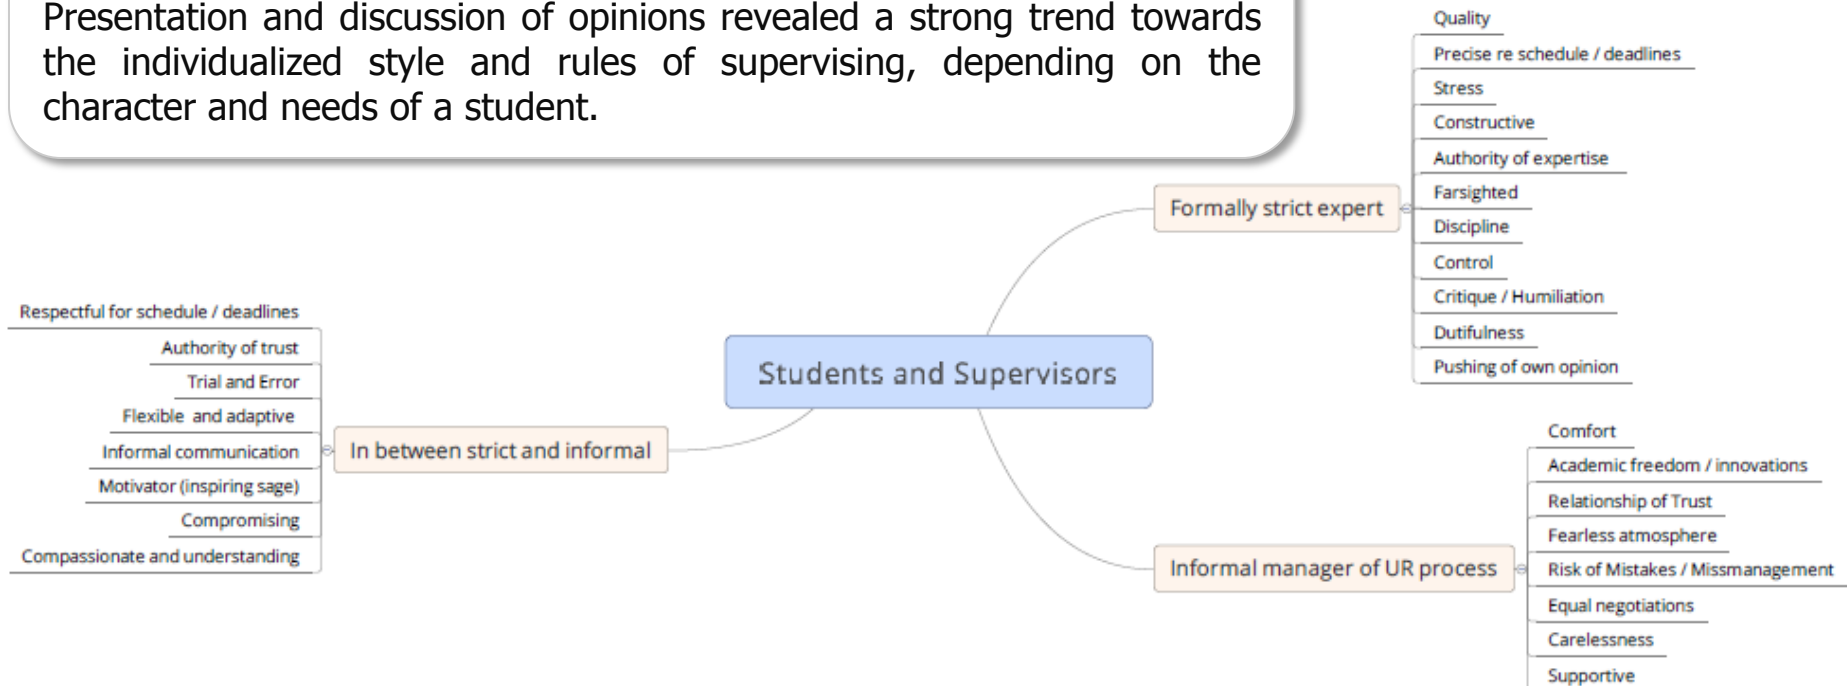 Presentation and discussion of opinions revealed a strong trend towards
the individualized style and rules of supervising, depending on the
character and needs of a student.
Students and Supervisors
Formally strict expert
Quality
Precise re schedule / deadlines
Stress
Constructive
Authority of expertise
Farsighted
Discipline
Control
Critique / Humiliation
Dutifulness
Pushing of own opinion
In between strict and informal
Respectful for schedule / deadlines
Authority of trust
Trial and Error
Flexible and adaptive
Informal communication
Motivator (inspiring sage)
Compromising
Compassionate and understanding
Informal manager of UR process
Comfort
Academic freedom / innovations
Relationship of Trust
Fearless atmosphere
Risk of Mistakes / Missmanagement
Equal negotiations
Carelessness
Supportive